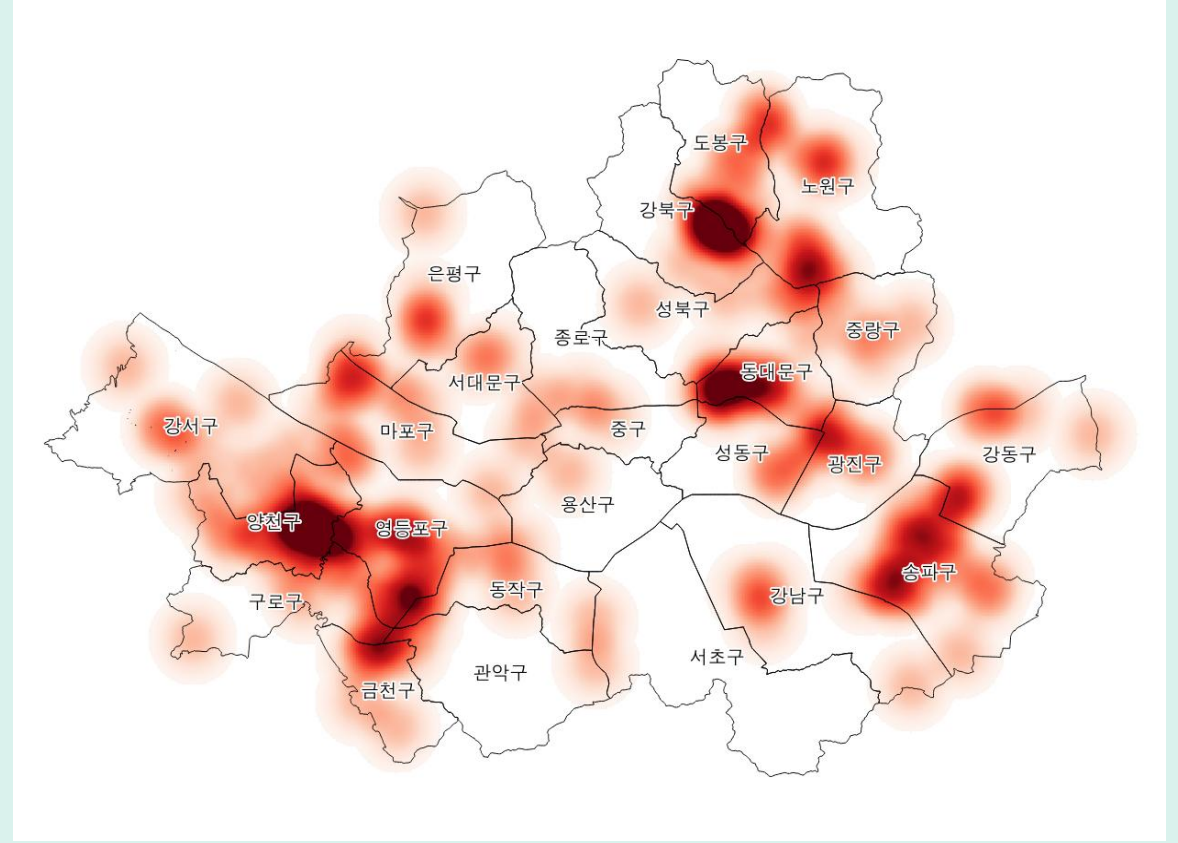 도봉구
노원구
강북구
은평구
성북구
중랑구
종로구
동대문구
서대문구
강서구
마포구
중구
성동구
광진구
강동구
용산구
양천구
영등포구
송파구
동작구
강남구
구로구
서초구
관악구
금천구